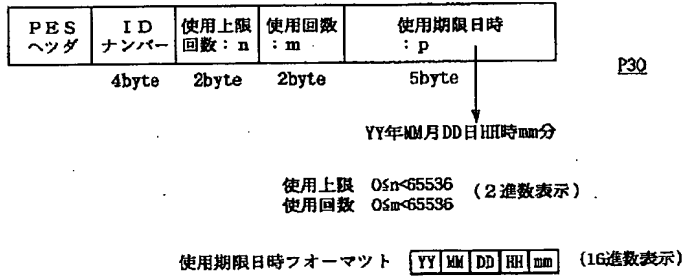 PES ヘッダ IDナンバー 使用上限回数:n 使用回数:m 使用期限日時:p
4byte 2byte 2byte 5byte
P30
YY年MM月DD日HH時mm分
使用上限 0≦n<65536 (2進数表示)
使用回数 0≦m<65536
使用期限日時フオーマツト YY MM DD HH mm (16進数表示)